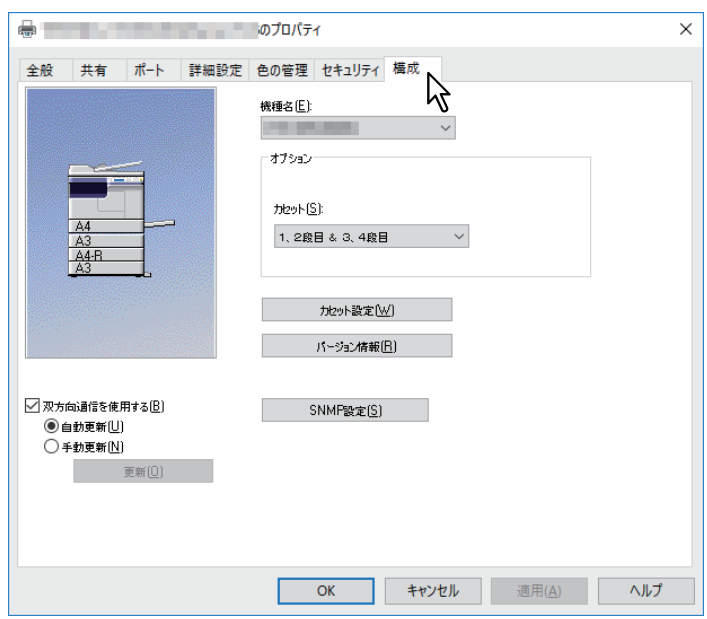 のプロパティ
全般 共有 ポート 詳細設定 色の管理 セキュリティ 構成
機種名(E):
オプション
カセット(S):
1、2段目 & 3、4段目
A4
A3
A4-R
A3
カセット設定(W)
バージョン情報(R)
双方向通信を使用する(B)
自動更新(U)
手動更新(N)
更新(O)
SNMP設定(S)
OK キャンセル 適用(A) ヘルプ